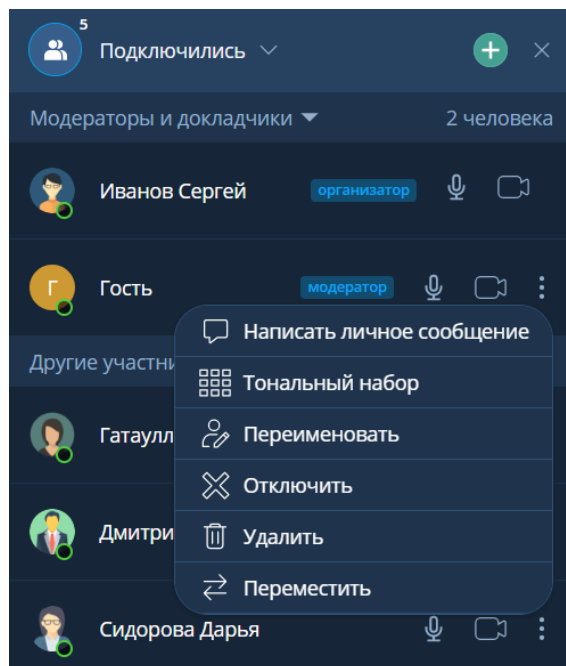 5
Подключились
Модераторы и докладчики 2 человека
Иванов Сергей организатор
Г Гость модератор
Написать личное сообщение
Другие
Тональный набор
Гатаулл
Переименовать
Отключить
Дмитри
Удалить
Переместить
Сидорова Дарья